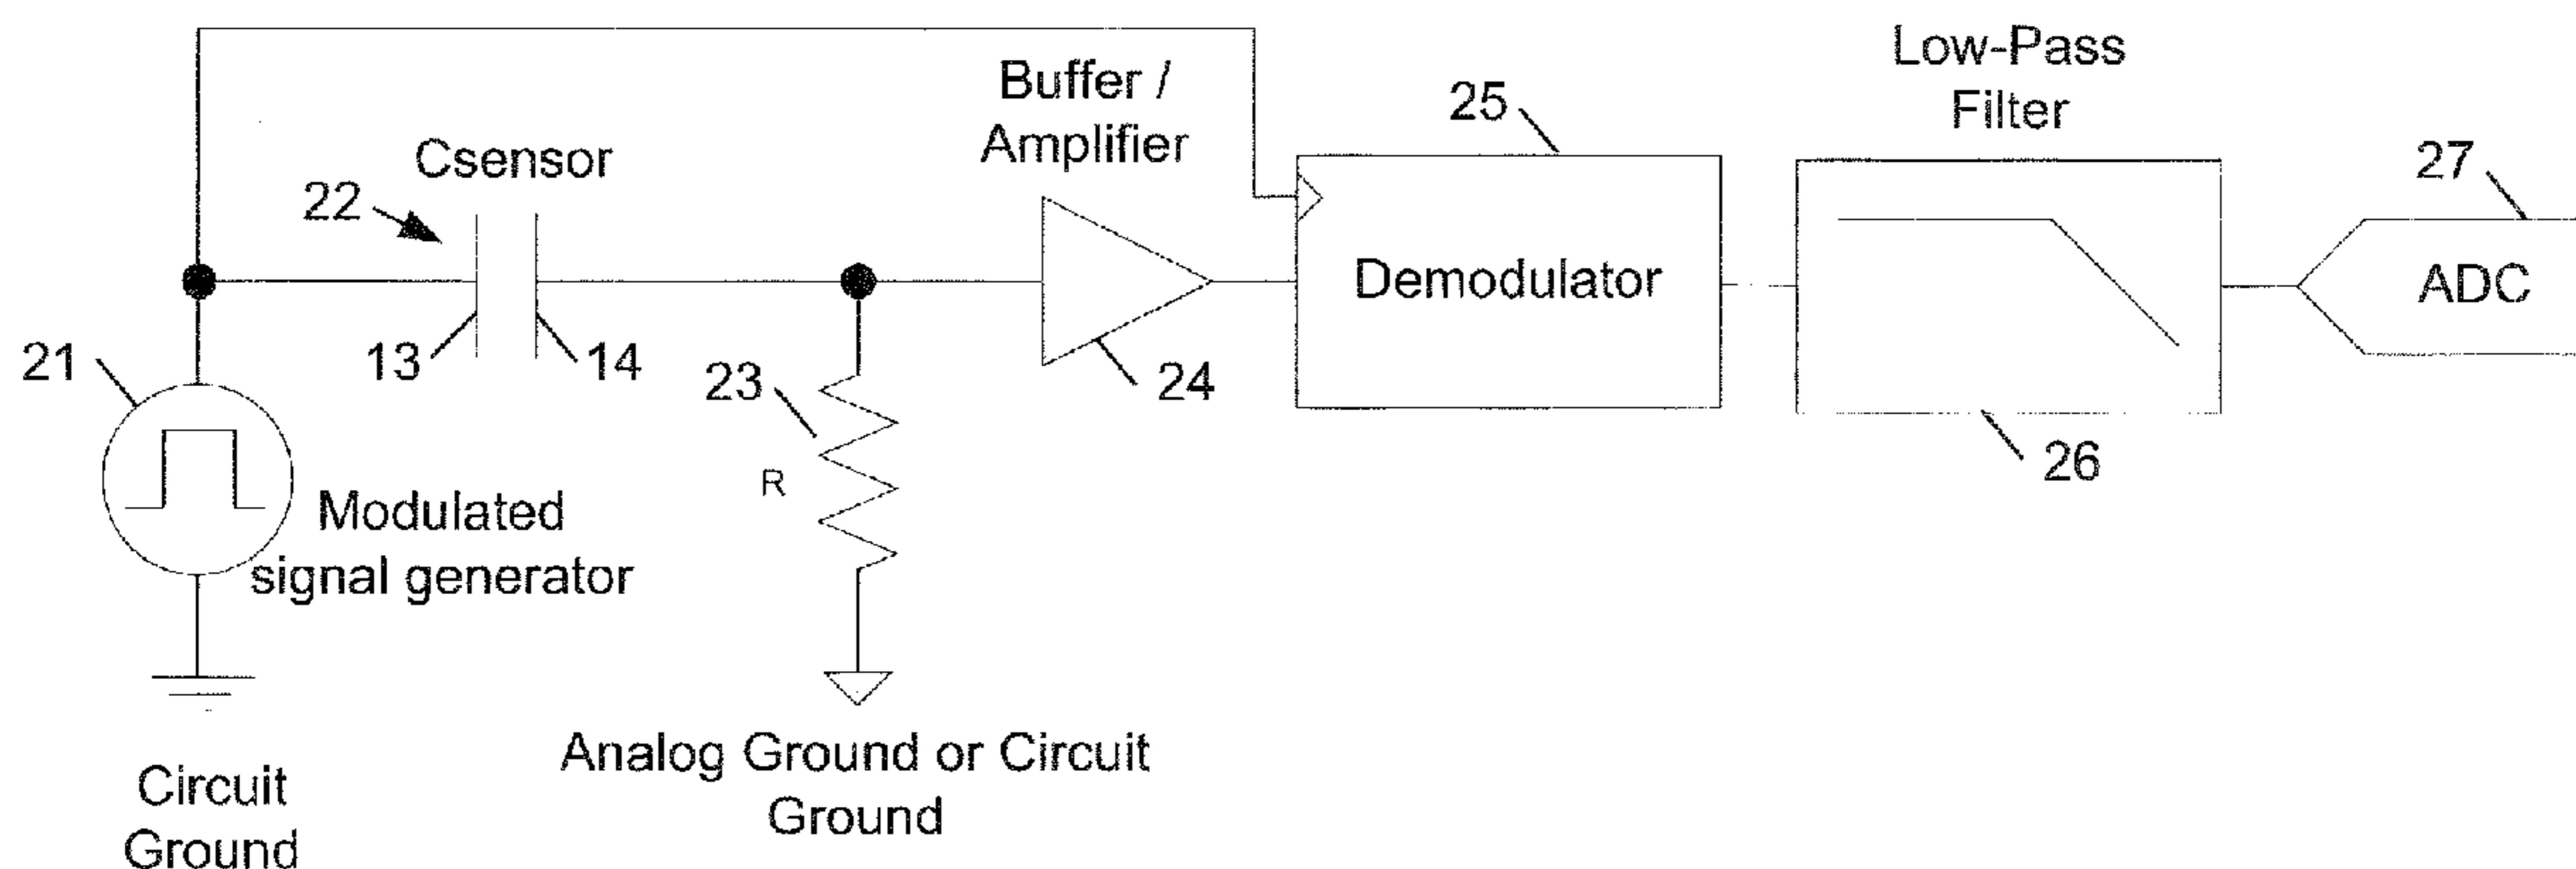 Low-Pass
Filter
Buffer /
Amplifier
25
27
Csensor
22
Demodulator
ADC
21
13
14
23
24
R
26
Modulated
signal generator
Analog Ground or Circuit
Ground
Circuit
Ground